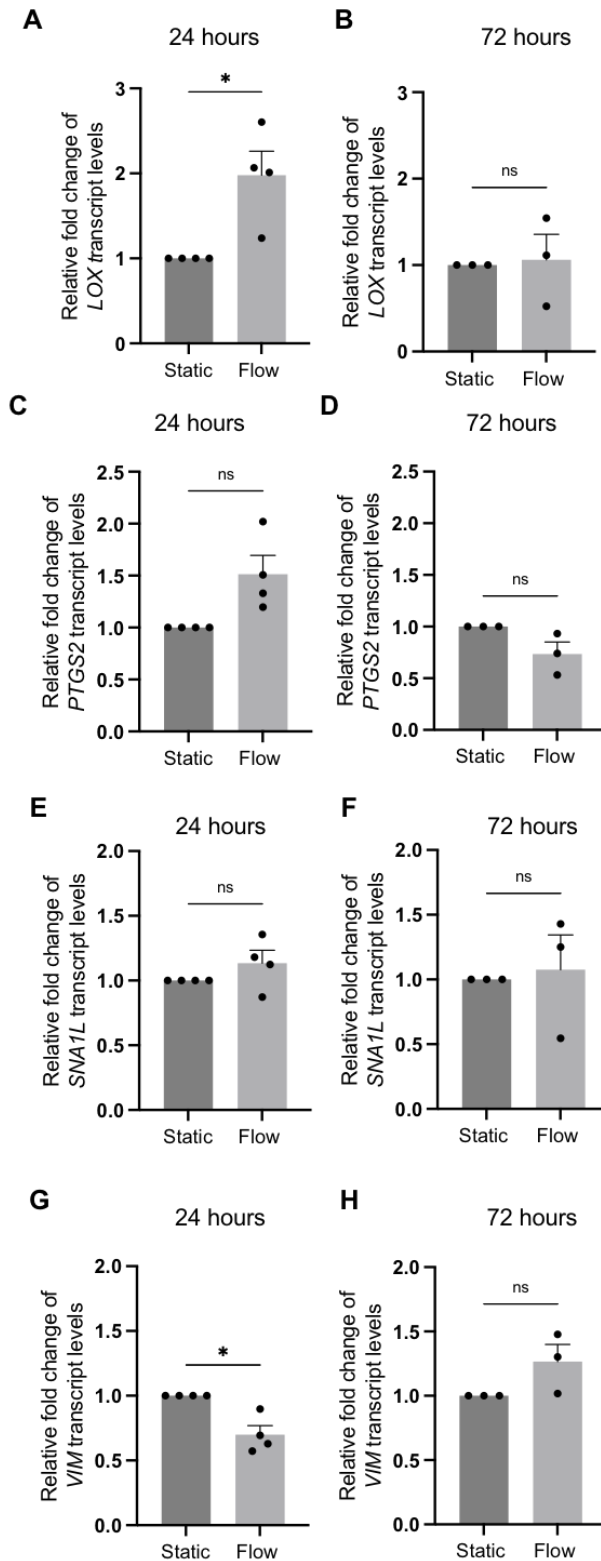 A
24 hours
Relative fold change of
LOX transcript levels
3
2
1
0
*
Static Flow
B
72 hours
Relative fold change of
LOX transcript levels
3
2
1
0
ns
Static Flow
C
24 hours
Relative fold change of
PTGS2 transcript levels
2.5
2.0
1.5
1.0
0.5
0.0
ns
Static Flow
D
72 hours
Relative fold change of
PTGS2 transcript levels
2.5
2.0
1.5
1.0
0.5
0.0
ns
Static Flow
E
24 hours
Relative fold change of
SNA1L transcript levels
2.0
1.5
1.0
0.5
0.0
ns
Static Flow
F
72 hours
Relative fold change of
SNA1L transcript levels
2.0
1.5
1.0
0.5
0.0
ns
Static Flow
G
24 hours
Relative fold change of
VIM transcript levels
2.0
1.5
1.0
0.5
0.0
*
Static Flow
H
72 hours
Relative fold change of
VIM transcript levels
2.0
1.5
1.0
0.5
0.0
ns
Static Flow